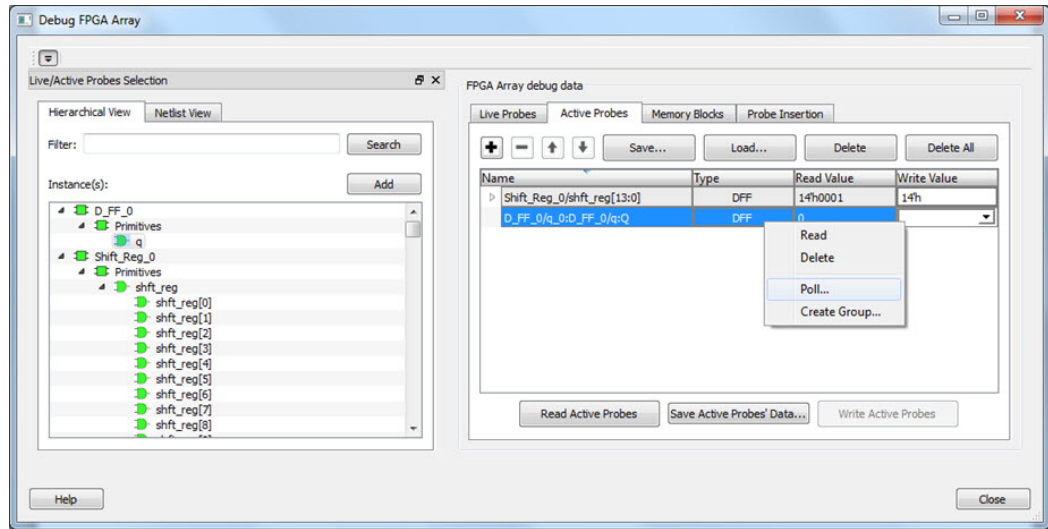 Debug FPGA Array
Live/Active Probes Selection
Hierarchical View Netlist View
Filter: Search
Instance(s): Add
D_FF_0
Primitives
q
Shift_Reg_0
Primitives
shft_reg
shft_reg[0]
shft_reg[1]
shft_reg[2]
shft_reg[3]
shft_reg[4]
shft_reg[5]
shft_reg[6]
shft_reg[7]
shft_reg[8]
FPGA Array debug data
Live Probes Active Probes Memory Blocks Probe Insertion
Save... Load... Delete Delete All
Name Type Read Value Write Value
Shift_Reg_0/shft_reg[13:0] DFF 14'h0001 14'h
D_FF_0/q_0:D_FF_0/q:Q DFF 0
Read
Delete
Poll...
Create Group...
Read Active Probes Save Active Probes' Data... Write Active Probes
Help Close